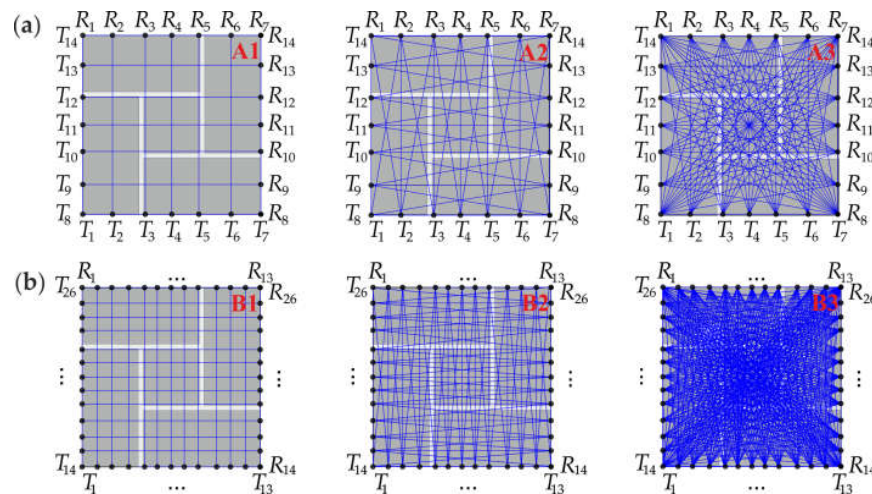 (a)
R1 R2 R3 R4 R5 R6 R7
R1 R2 R3 R4 R5 R6 R7
R1 R2 R3 R4 R5 R6 R7
T14 A1 R14
T14 A2 R14
T14 A3 R14
T13 R13
T13 R13
T13 R13
T12 R12
T12 R12
T12 R12
T11 R11
T11 R11
T11 R11
T10 R10
T10 R10
T10 R10
T9 R9
T9 R9
T9 R9
T8 R8
T8 R8
T8 R8
T1 T2 T3 T4 T5 T6 T7
T1 T2 T3 T4 T5 T6 T7
T1 T2 T3 T4 T5 T6 T7
(b)
R1 ... R13
R1 ... R13
R1 ... R13
T26 B1 R26
T26 B2 R26
T26 B3 R26
⋮ ⋮
⋮ ⋮
⋮ ⋮
T14 R14
T14 R14
T14 R14
T1 ... T13
T1 ... T13
T1 ... T13